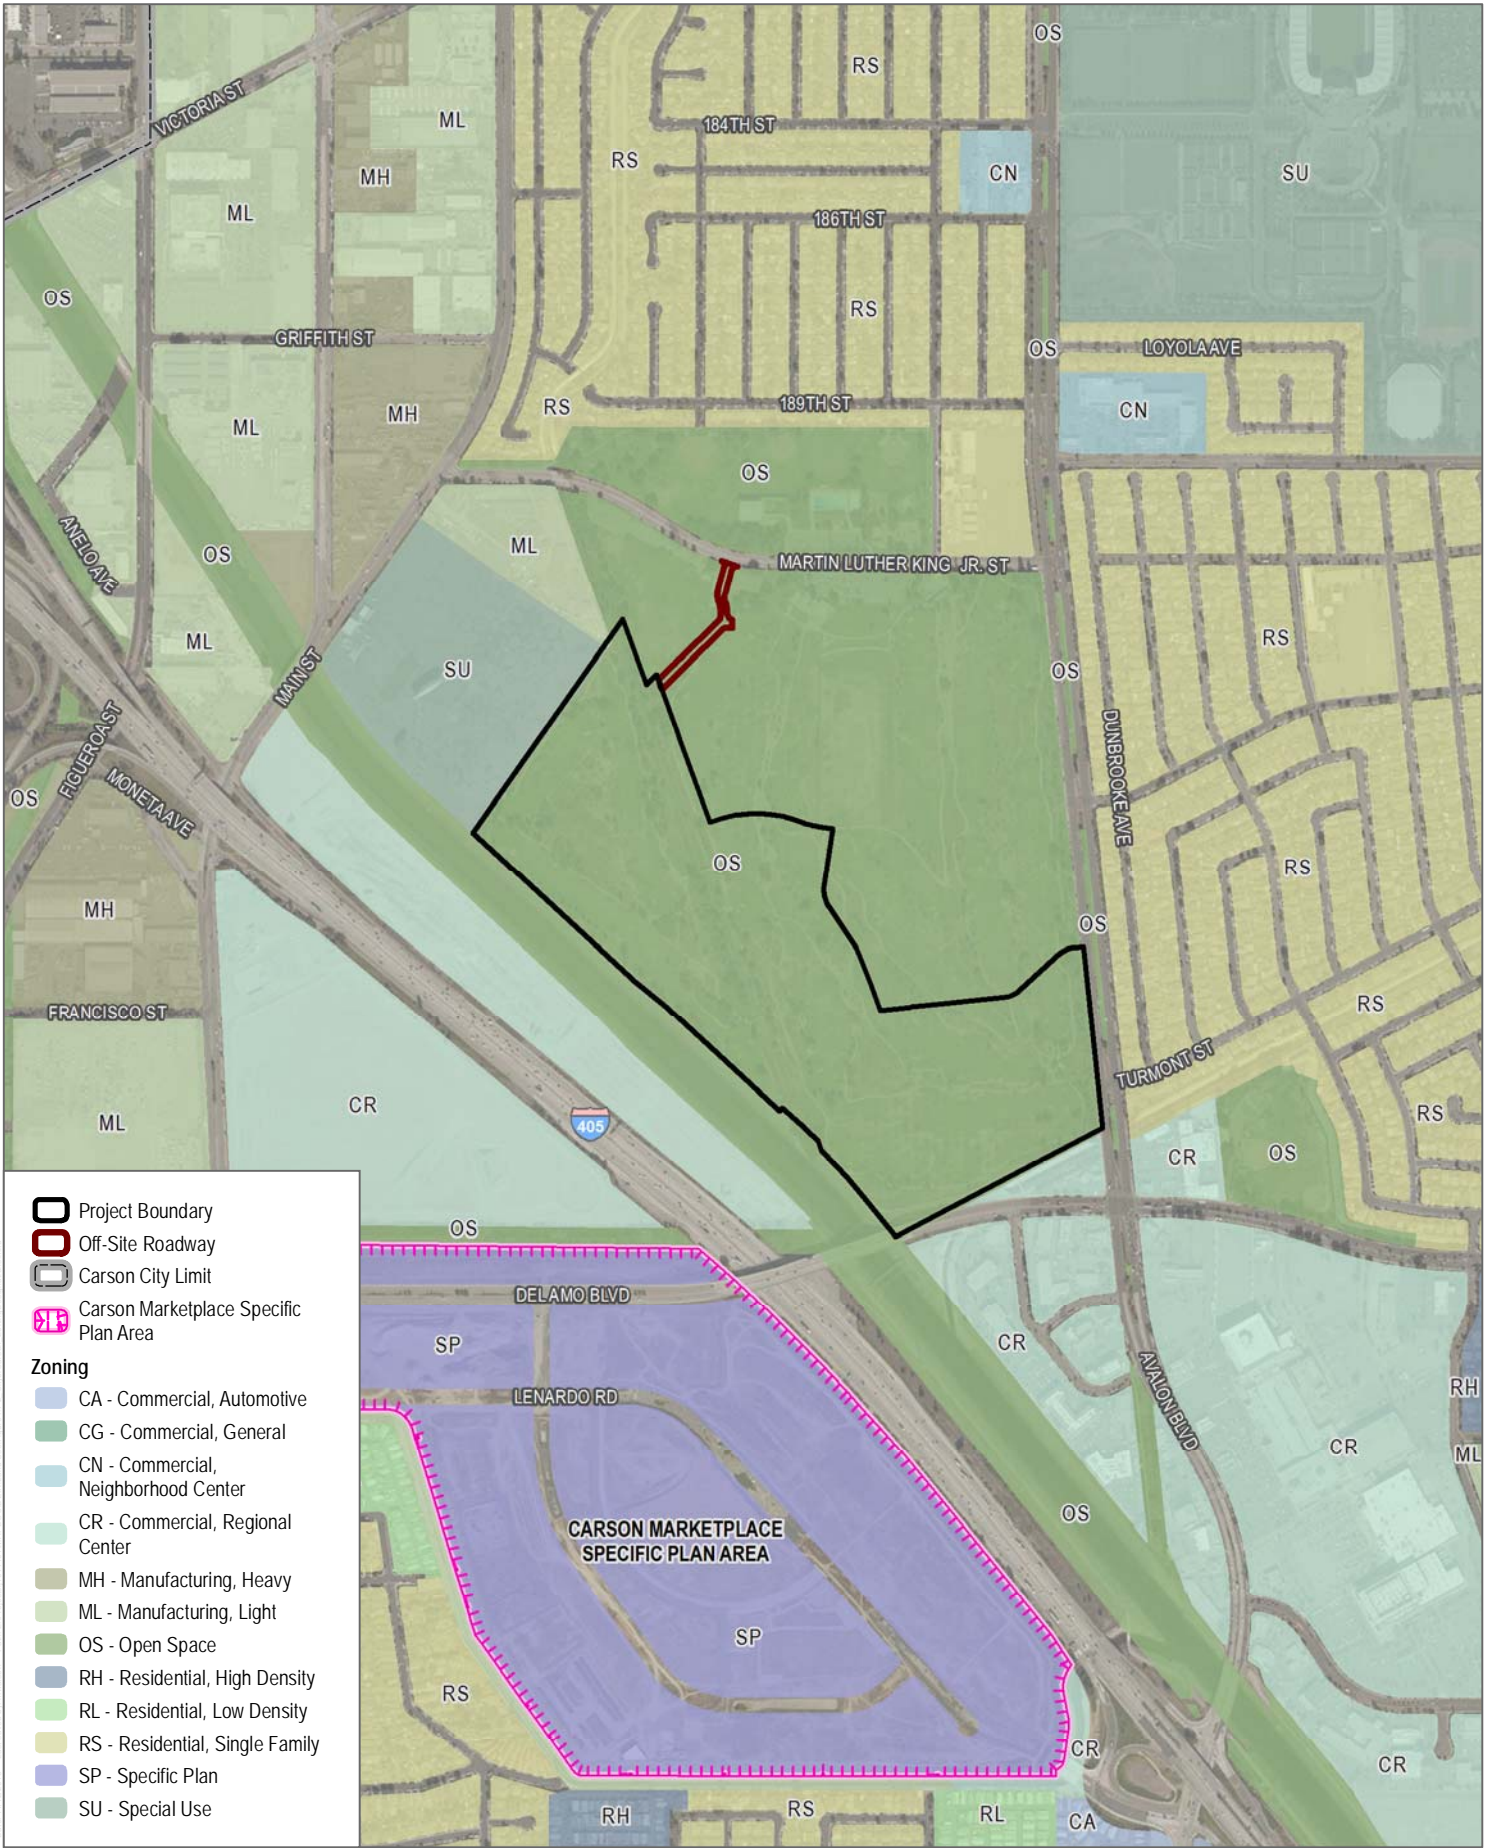 OS
RS
VICTORIA ST
ML
184TH ST
RS
MH
CN
SU
ML
186TH ST
OS
RS
GRIFFITH ST
OS
LOYOLA AVE
RS
189TH ST
CN
MH
ML
OS
ML
OS
ANELO AVE
MARTIN LUTHER KING JR. ST
RS
ML
SU
MAIN ST
OS
DUNBROOKE AVE
FIGUEROA ST
OS
MONETA AVE
OS
RS
MH
OS
RS
FRANCISCO ST
TURMONT ST
CR
405
ML
RS
CR
OS
OS
DEL AMO BLVD
SP
CR
AVALON BLVD
LENARDO RD
RH
CR
ML
OS
CARSON MARKETPLACE
SPECIFIC PLAN AREA
SP
RS
CR
CR
RH
RS
RL
CA
Project Boundary
Off-Site Roadway
Carson City Limit
Carson Marketplace Specific
Plan Area
Zoning
CA - Commercial, Automotive
CG - Commercial, General
CN - Commercial,
Neighborhood Center
CR - Commercial, Regional
Center
MH - Manufacturing, Heavy
ML - Manufacturing, Light
OS - Open Space
RH - Residential, High Density
RL - Residential, Low Density
RS - Residential, Single Family
SP - Specific Plan
SU - Special Use